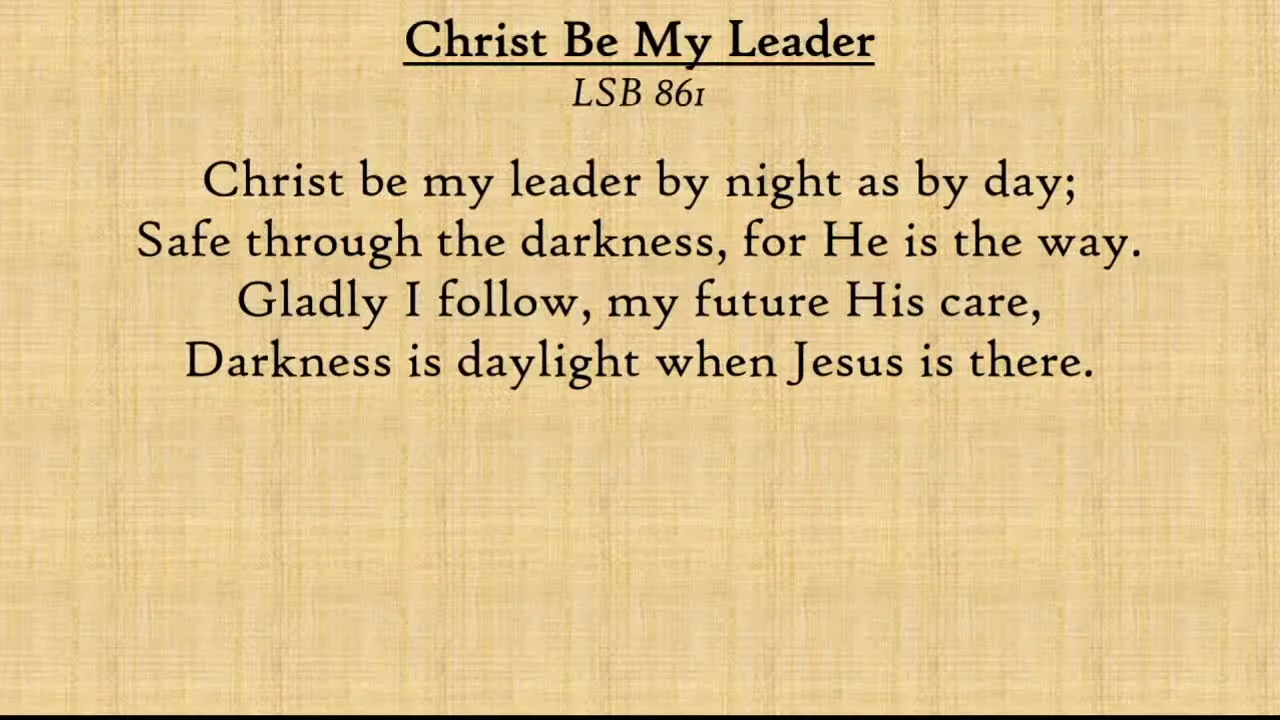 Christ Be My Leader
LSB 861
Christ be my leader by night as by day;
Safe through the darkness, for He is the way.
Gladly I follow, my future His care,
Darkness is daylight when Jesus is there.